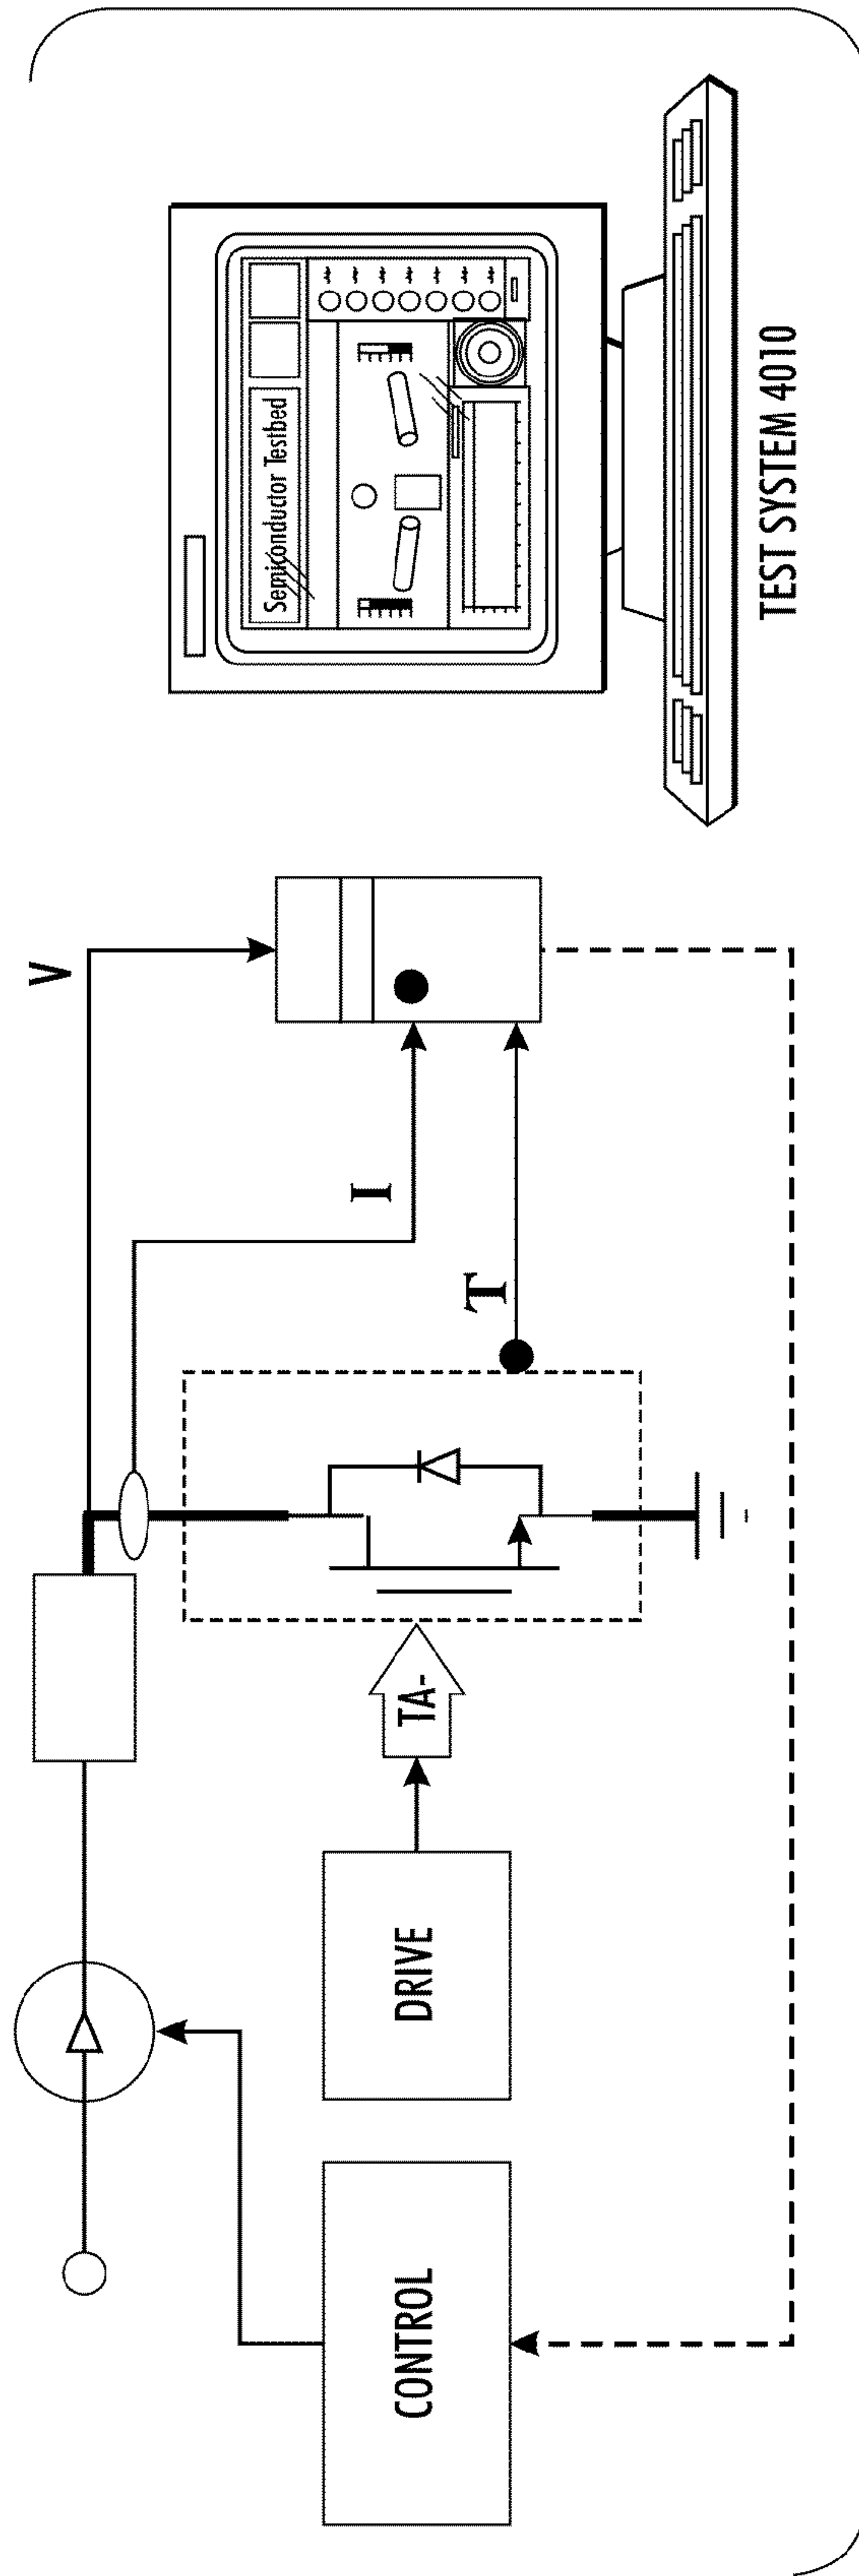 V
I
T
CONTROL
DRIVE
TA-
Semiconductor Testbed
TEST SYSTEM 4010